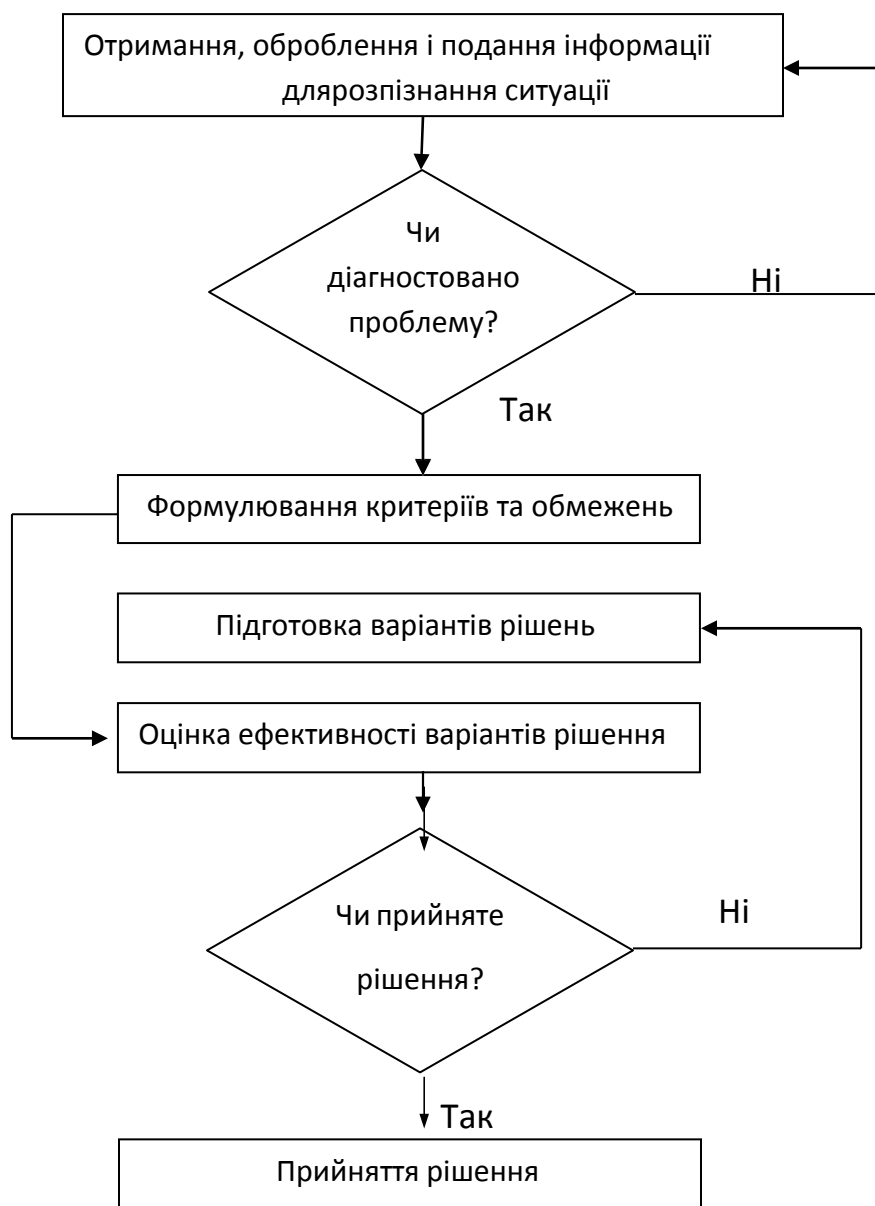 Отримання, оброблення і подання інформації
длярозпізнання ситуації
Чи
діагностовано
проблему?
Ні
Так
Формулювання критеріїв та обмежень
Підготовка варіантів рішень
Оцінка ефективності варіантів рішення
Чи прийняте
рішення?
Ні
Так
Прийняття рішення